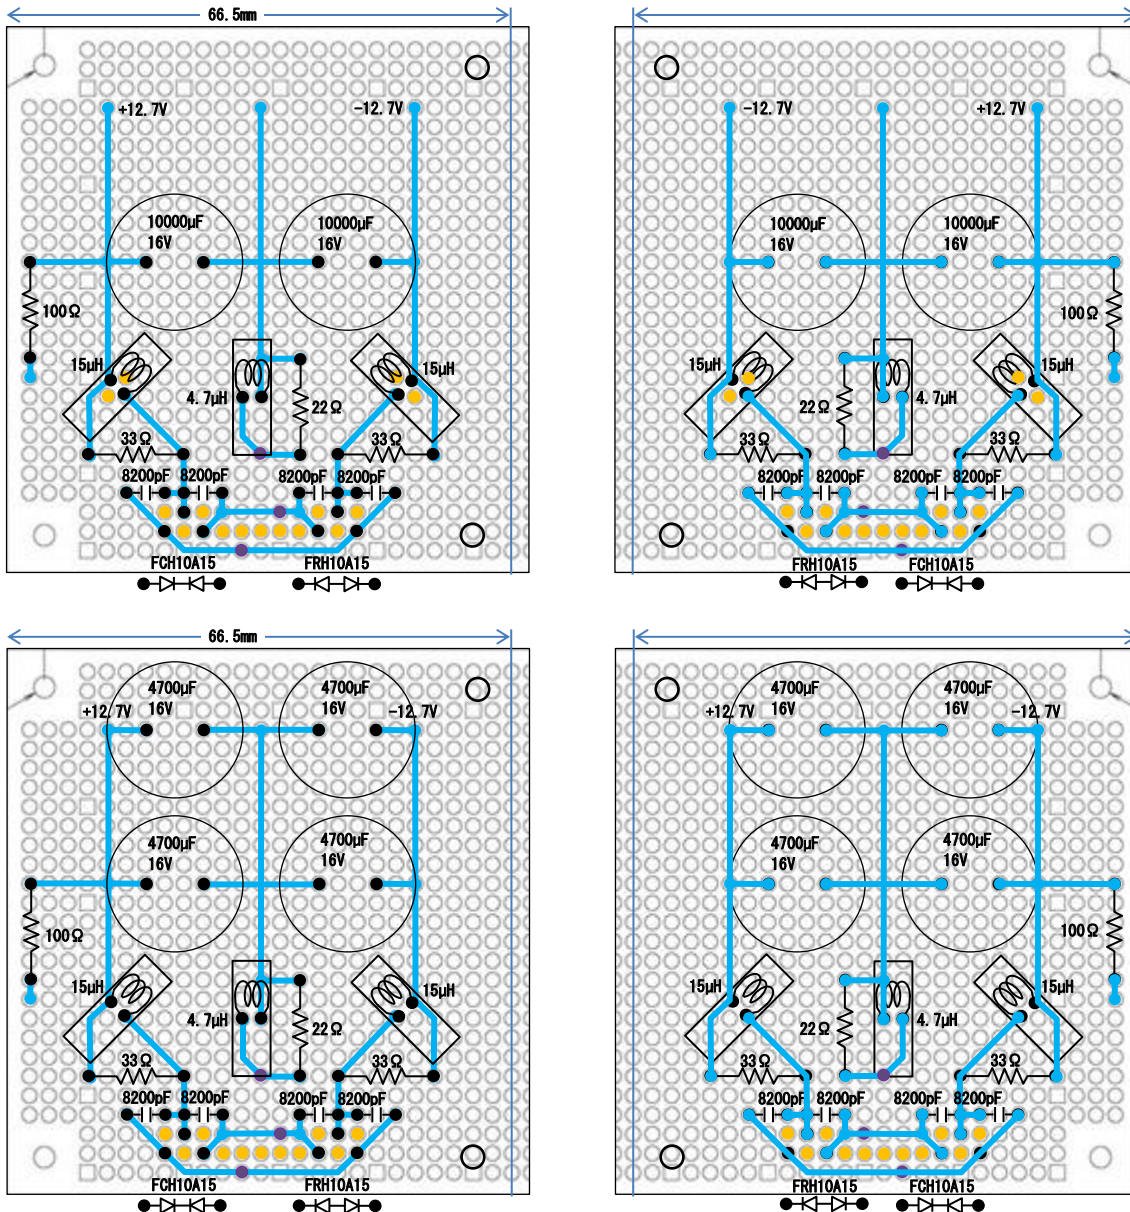 66.5mm
+12.7V
-12.7V
10000μF
16V
10000μF
16V
100Ω
15μH
4.7μH
22Ω
15μH
33Ω
33Ω
8200pF
8200pF
8200pF
8200pF
FCH10A15
FRH10A15
-12.7V
+12.7V
10000μF
16V
10000μF
16V
100Ω
15μH
22Ω
4.7μH
15μH
33Ω
33Ω
8200pF
8200pF
8200pF
8200pF
FRH10A15
FCH10A15
66.5mm
4700μF
16V
4700μF
16V
+12.7V
-12.7V
4700μF
16V
4700μF
16V
100Ω
15μH
4.7μH
22Ω
15μH
33Ω
33Ω
8200pF
8200pF
8200pF
8200pF
FCH10A15
FRH10A15
4700μF
16V
4700μF
16V
+12.7V
-12.7V
4700μF
16V
4700μF
16V
100Ω
15μH
22Ω
4.7μH
15μH
33Ω
33Ω
8200pF
8200pF
8200pF
8200pF
FRH10A15
FCH10A15